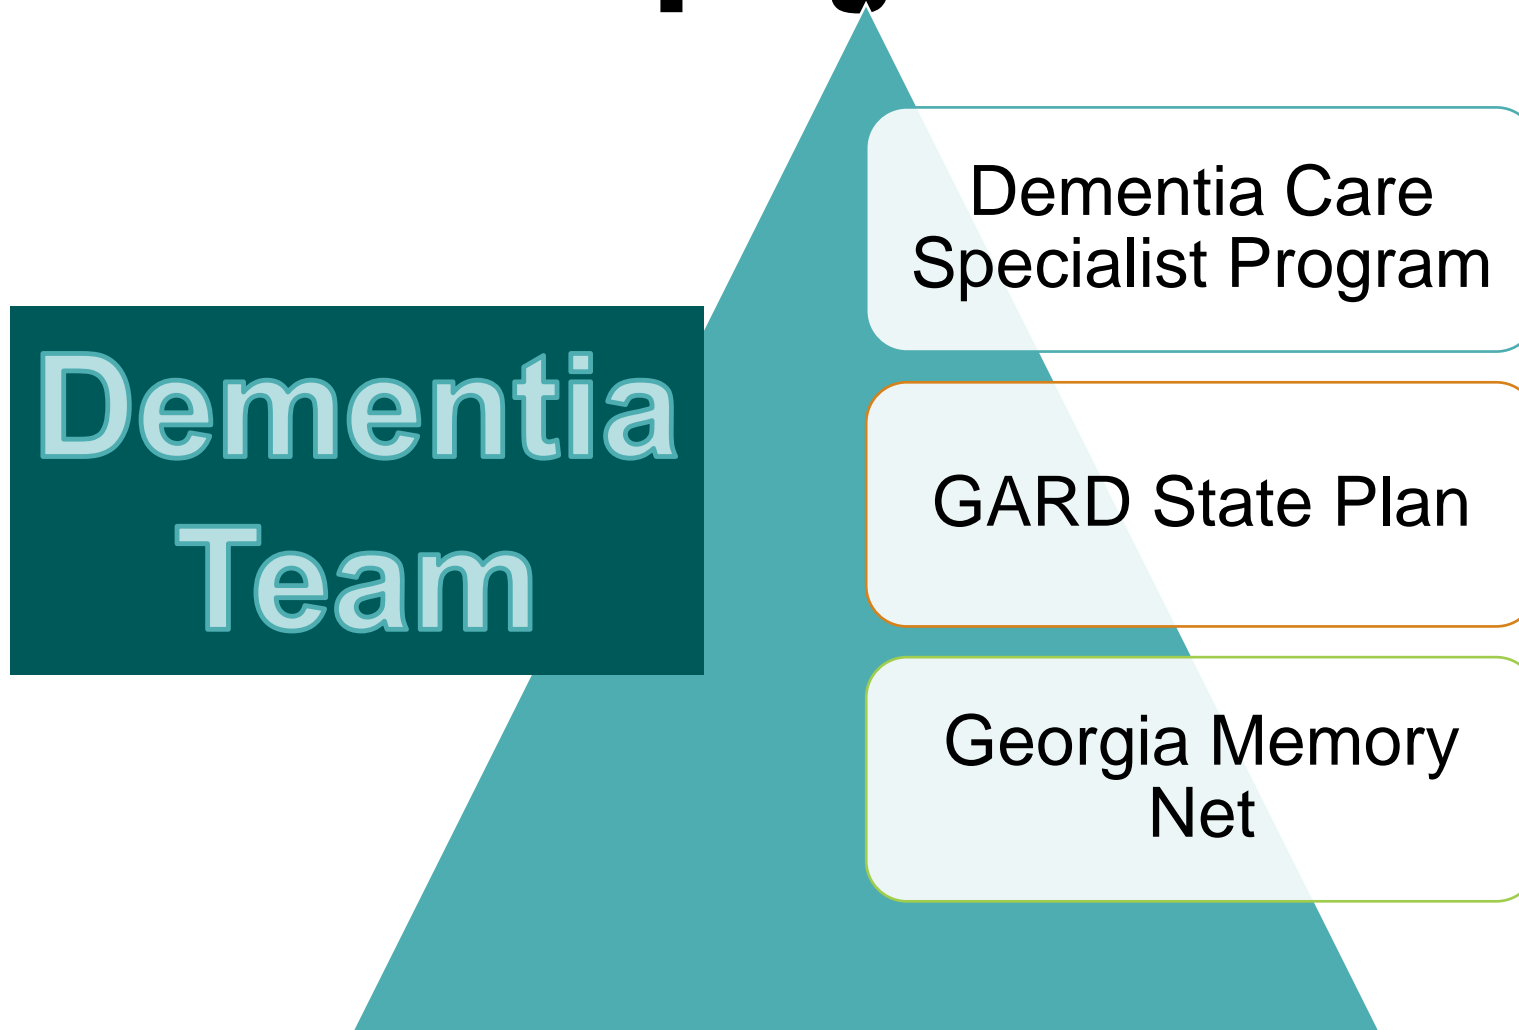 Dementia
Team
Dementia Care
Specialist Program
GARD State Plan
Georgia Memory
Net